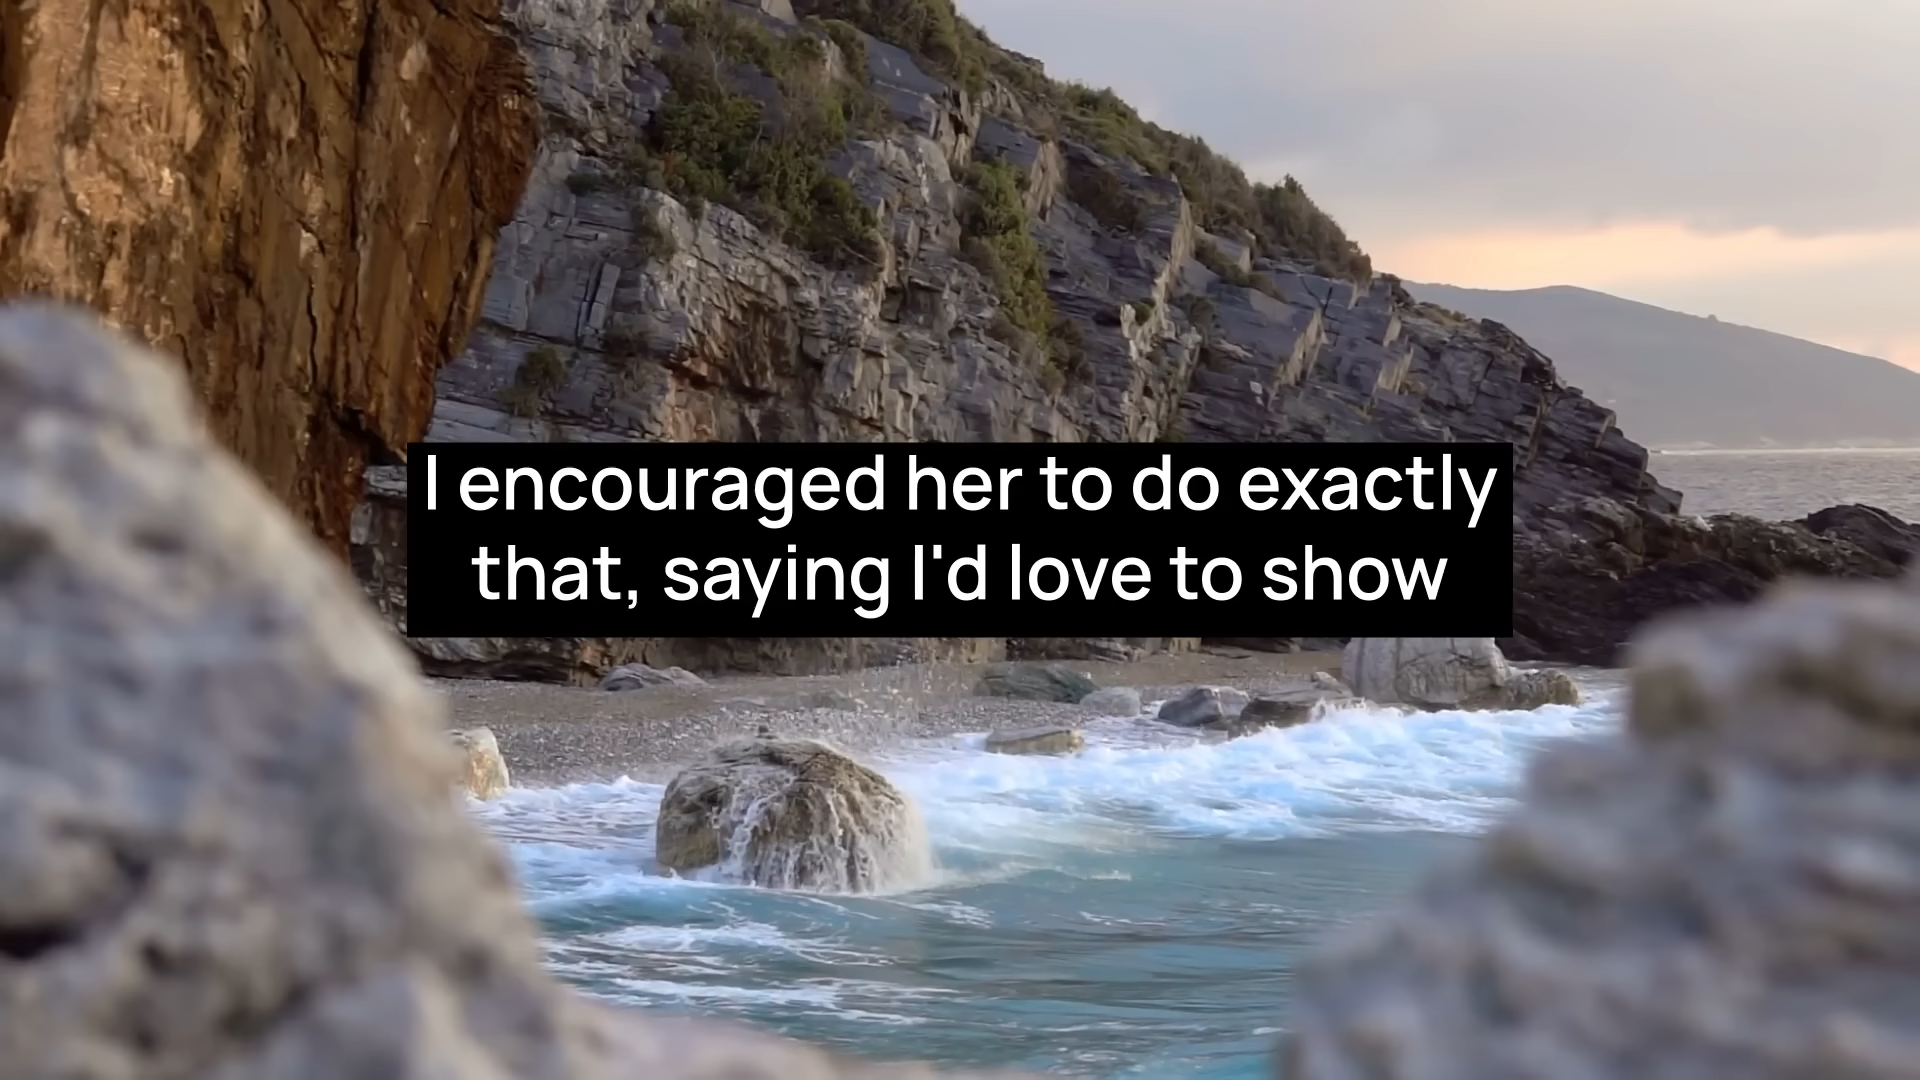 I encouraged her to do exactly
that, saying I'd love to show